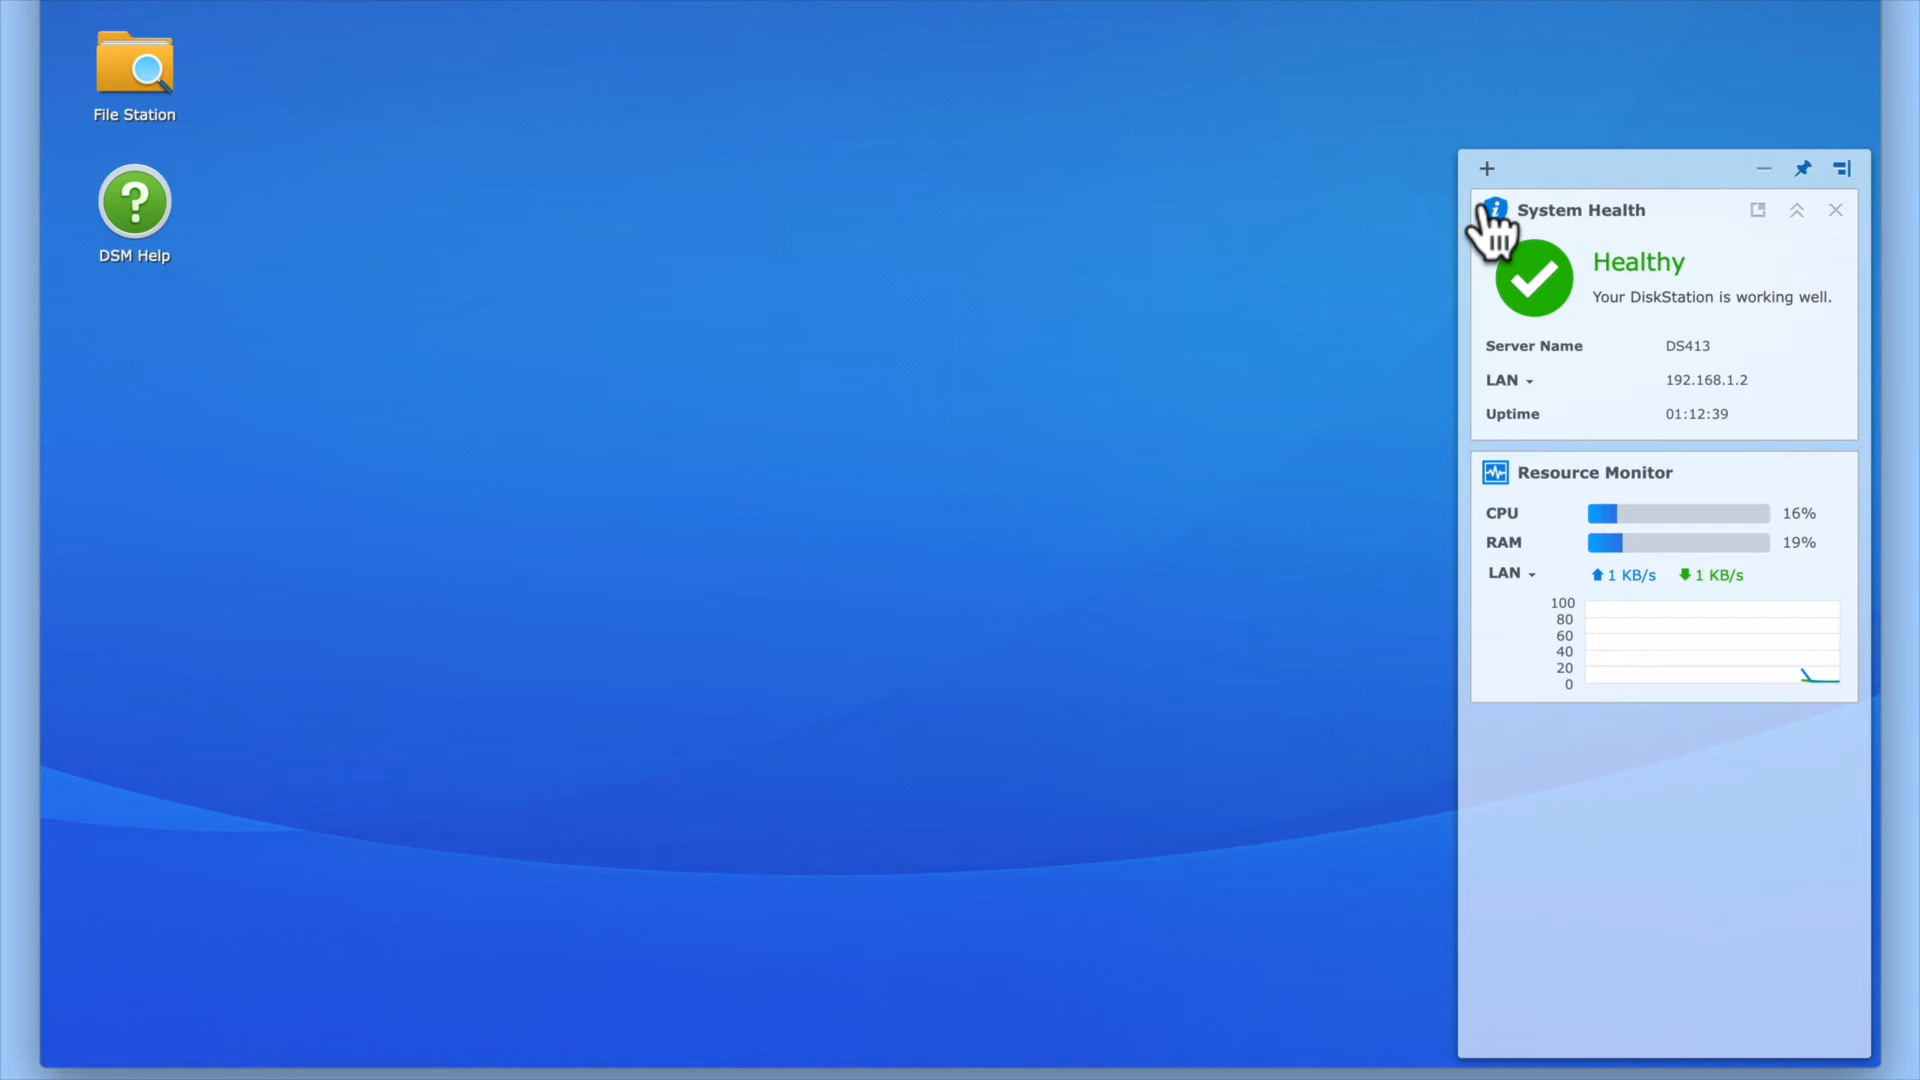 File Station
DSM Help
System Health
Healthy
Your DiskStation is working well.
Server Name DS413
LAN 192.168.1.2
Uptime 01:12:39
Resource Monitor
CPU 16%
RAM 19%
LAN 1 KB/s 1 KB/s
100
80
60
40
20
0